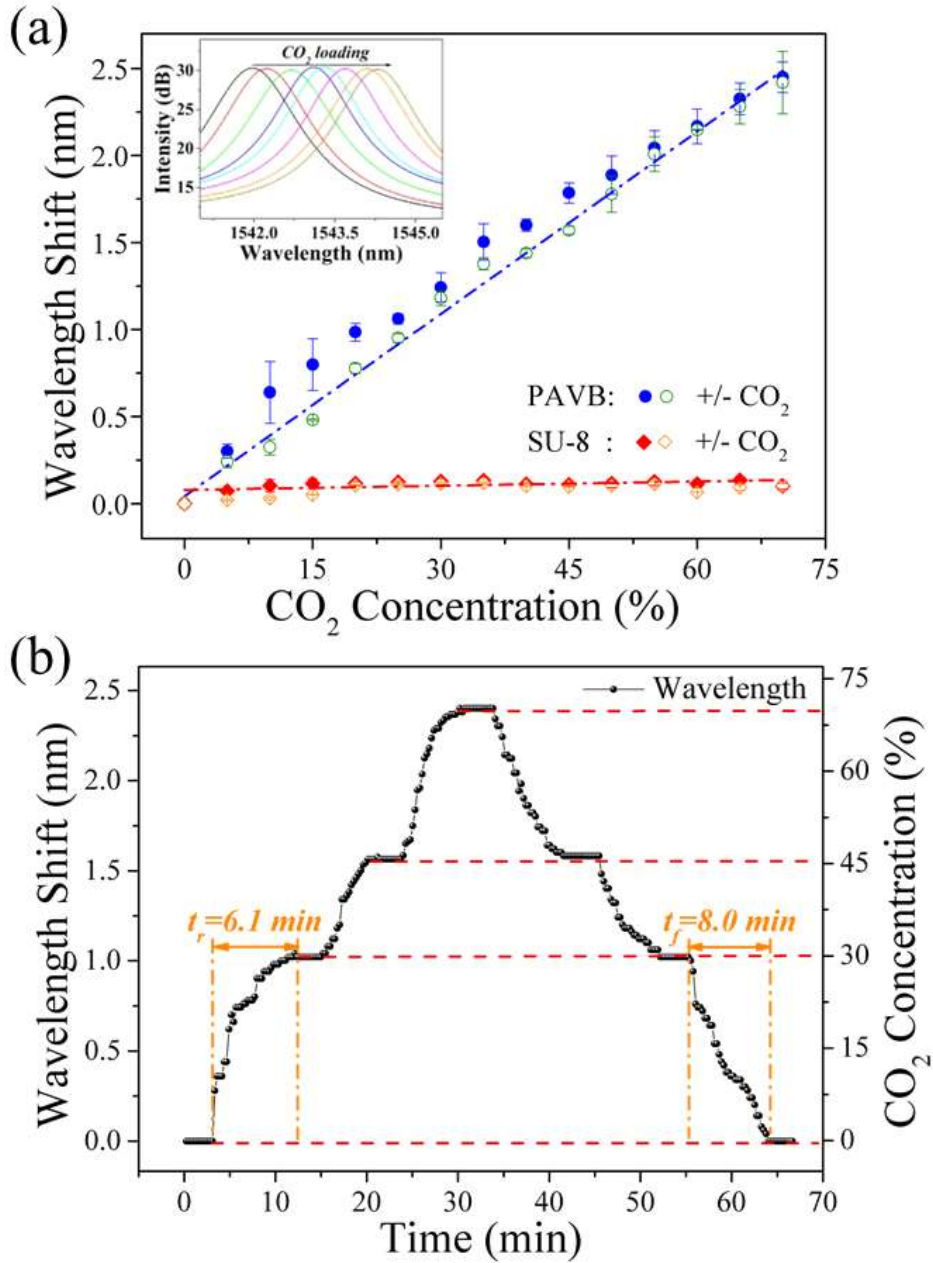 (a)
CO₂ loading
Intensity (dB)
30
25
20
15
1542.0 1543.5 1545.0
Wavelength (nm)
Wavelength Shift (nm)
2.5
2.0
1.5
1.0
0.5
0.0
PAVB: +/- CO₂
SU-8 : +/- CO₂
0 15 30 45 60 75
CO₂ Concentration (%)
(b)
Wavelength
Wavelength Shift (nm)
2.5
2.0
1.5
1.0
0.5
0.0
tᵣ=6.1 min
t_f=8.0 min
75
60
45
30
15
0
CO₂ Concentration (%)
0 10 20 30 40 50 60 70
Time (min)